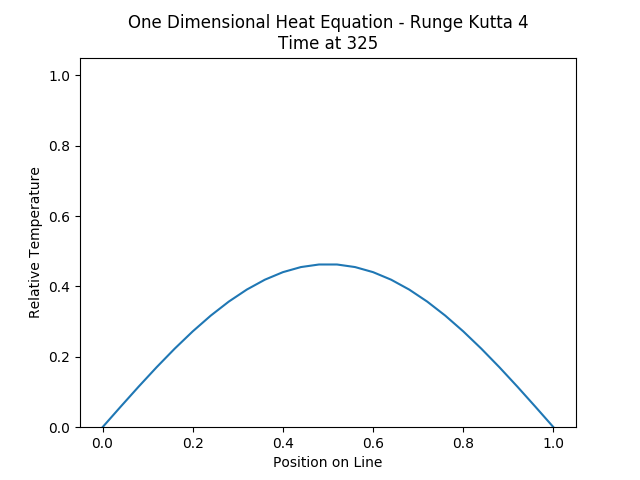 One Dimensional Heat Equation - Runge Kutta 4
Time at 325
1.0
0.8
0.6
0.4
0.2
0.0
Relative Temperature
0.0 0.2 0.4 0.6 0.8 1.0
Position on Line